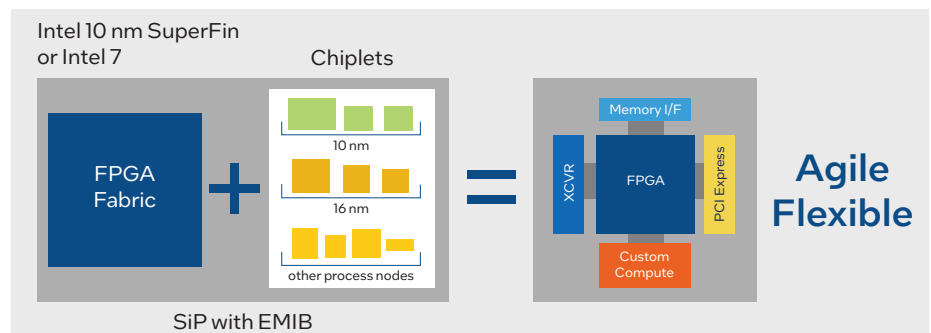 Intel 10 nm SuperFin
or Intel 7
Chiplets
FPGA
Fabric
+
10 nm
16 nm
other process nodes
=
Memory I/F
XCVR
FPGA
PCI Express
Custom
Compute
Agile
Flexible
SiP with EMIB